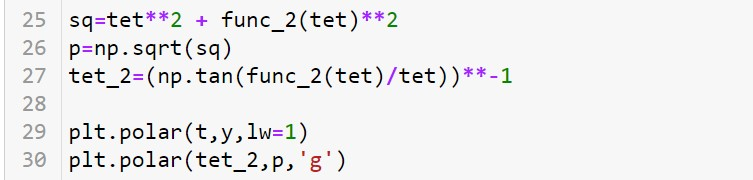 25 sq=tet**2 + func_2(tet)**2
26 p=np.sqrt(sq)
27 tet_2=(np.tan(func_2(tet)/tet))**-1
28
29 plt.polar(t,y,lw=1)
30 plt.polar(tet_2,p,'g')